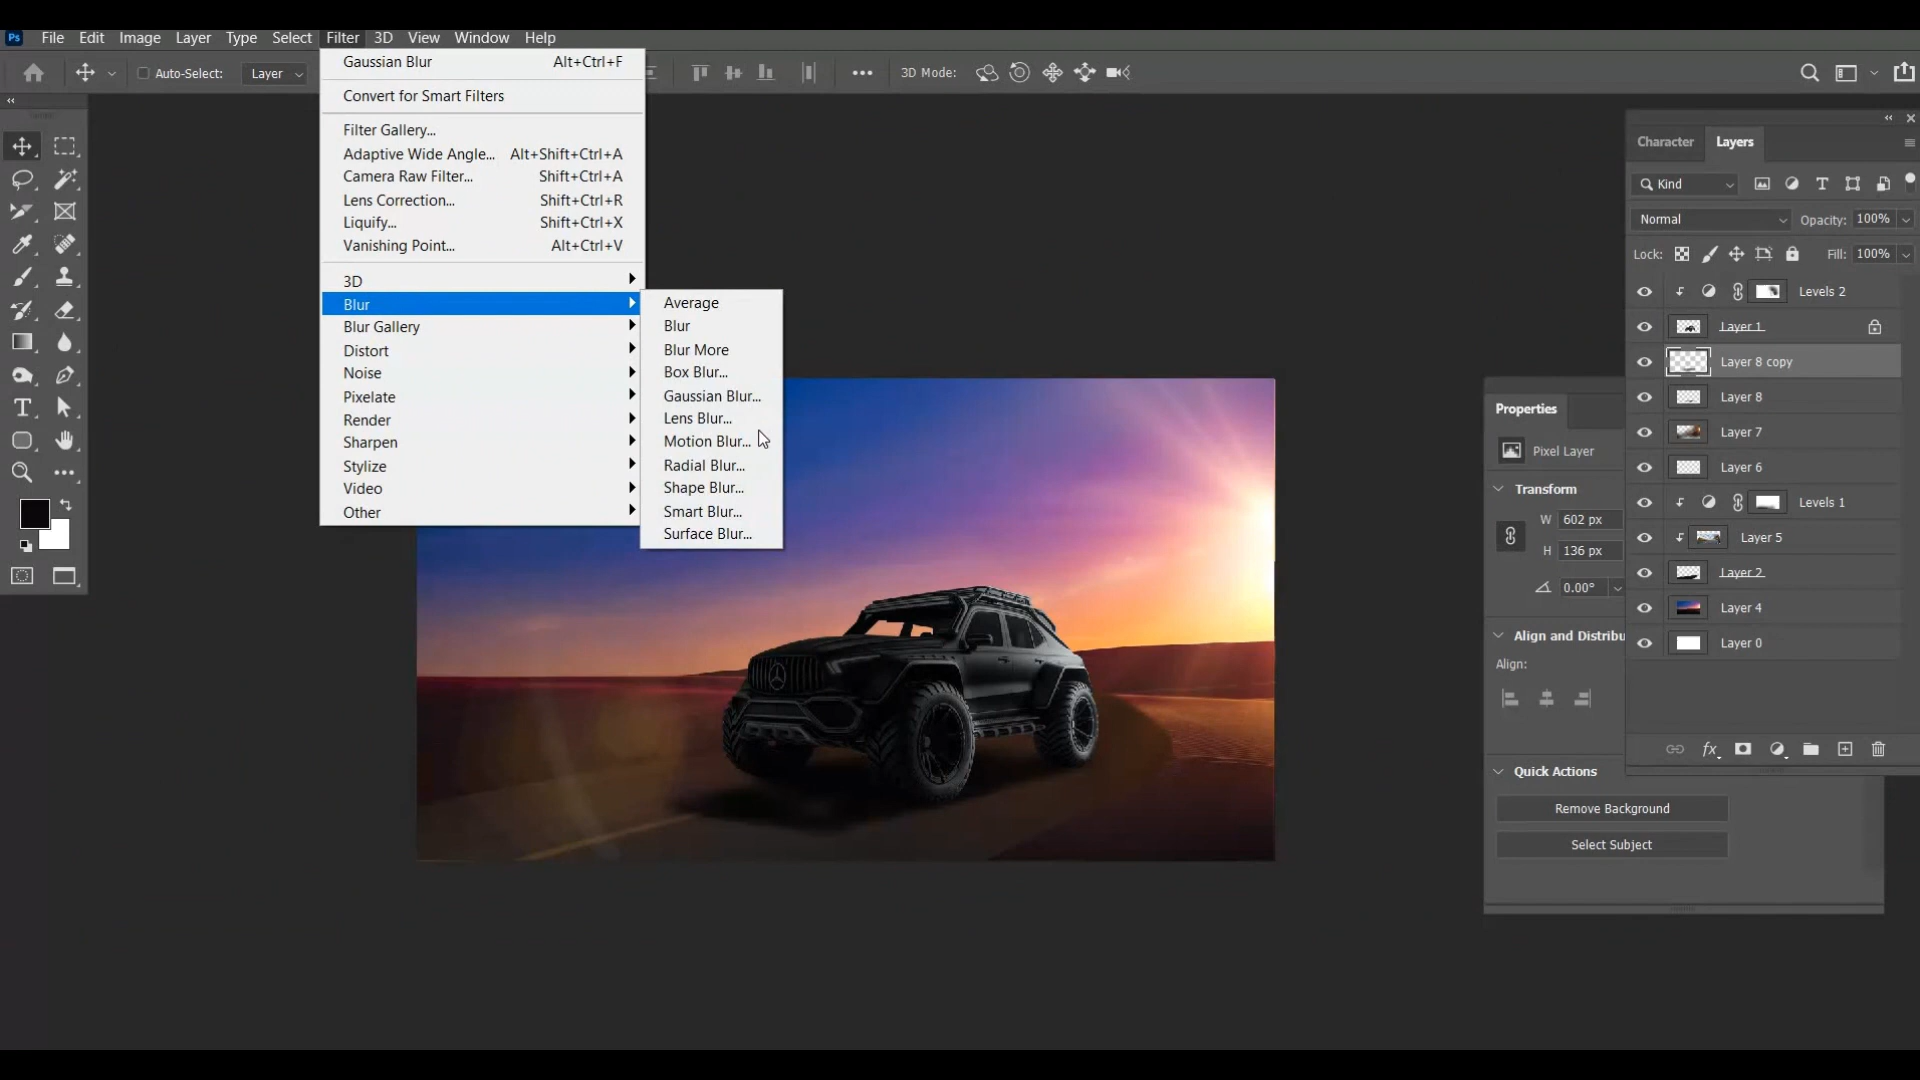 Ps File Edit Image Layer Type Select Filter 3D View Window Help
Auto-Select: Layer 3D Mode:
Gaussian Blur Alt+Ctrl+F
Convert for Smart Filters
Filter Gallery...
Adaptive Wide Angle... Alt+Shift+Ctrl+A
Camera Raw Filter... Shift+Ctrl+A
Lens Correction... Shift+Ctrl+R
Liquify... Shift+Ctrl+X
Vanishing Point... Alt+Ctrl+V
3D
Blur
Blur Gallery
Distort
Noise
Pixelate
Render
Sharpen
Stylize
Video
Other
Average
Blur
Blur More
Box Blur...
Gaussian Blur...
Lens Blur...
Motion Blur...
Radial Blur...
Shape Blur...
Smart Blur...
Surface Blur...
Properties
Pixel Layer
Transform
W 602 px
H 136 px
0.00°
Align and Distribu
Align:
Quick Actions
Remove Background
Select Subject
Character Layers
Kind
Normal Opacity: 100%
Lock: Fill: 100%
Levels 2
Layer 1
Layer 8 copy
Layer 8
Layer 7
Layer 6
Levels 1
Layer 5
Layer 2
Layer 4
Layer 0
fx